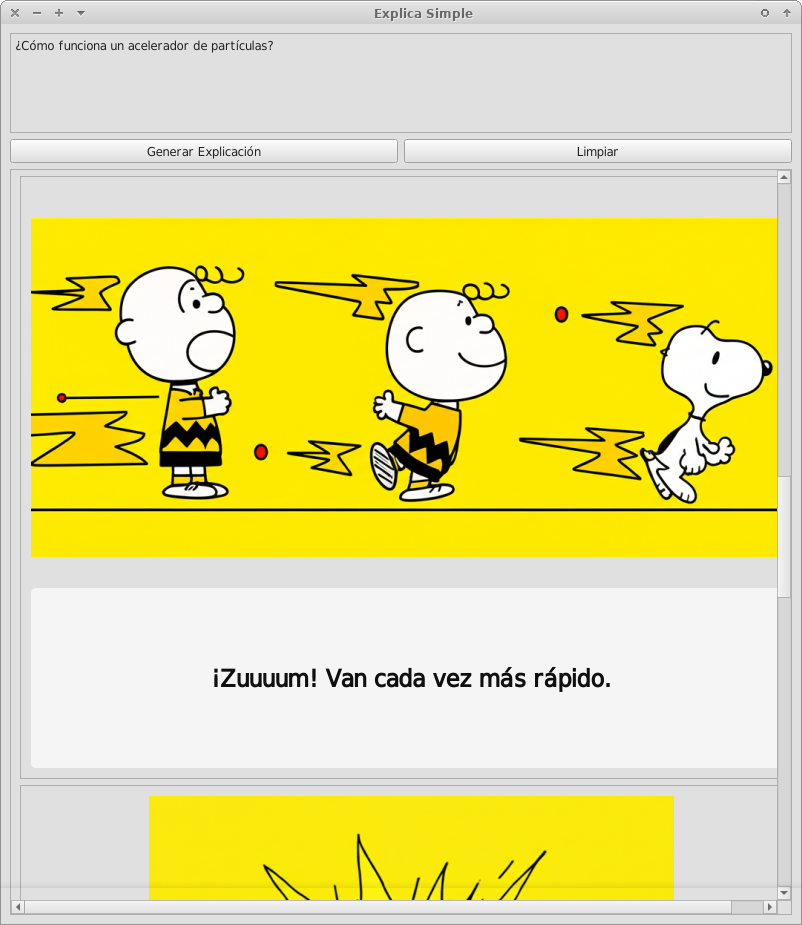 Explica Simple
¿Cómo funciona un acelerador de partículas?
Generar Explicación
Limpiar
¡Zuuuum! Van cada vez más rápido.